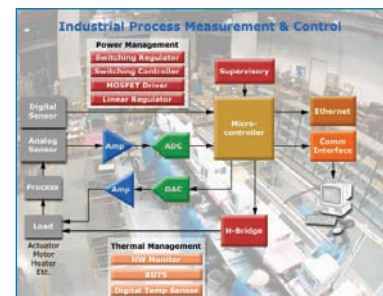 Industrial Process Measurement & Control
Power Management
Switching Regulator
Switching Controller
MOSFET Driver
Linear Regulator
Supervisory
Digital
Sensor
Analog
Sensor
Amp
ADC
Micro-
controller
Ethernet
Comm
Interface
Process
Amp
DAC
Load
H-Bridge
Actuator
Motor
Heater
Etc.
Thermal Management
HW Monitor
BDTS
Digital Temp Sensor